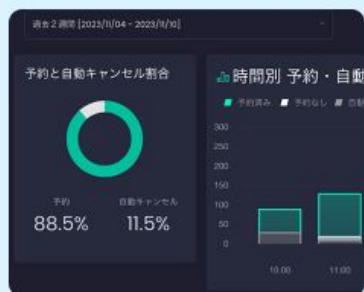 過去2週間 [2023/11/04 - 2023/11/10]
予約と自動キャンセル割合
予約
自動キャンセル
88.5%
11.5%
時間別 予約・自動
予約済み
予約なし
自動
300
250
200
150
100
50
0
10:00
11:00